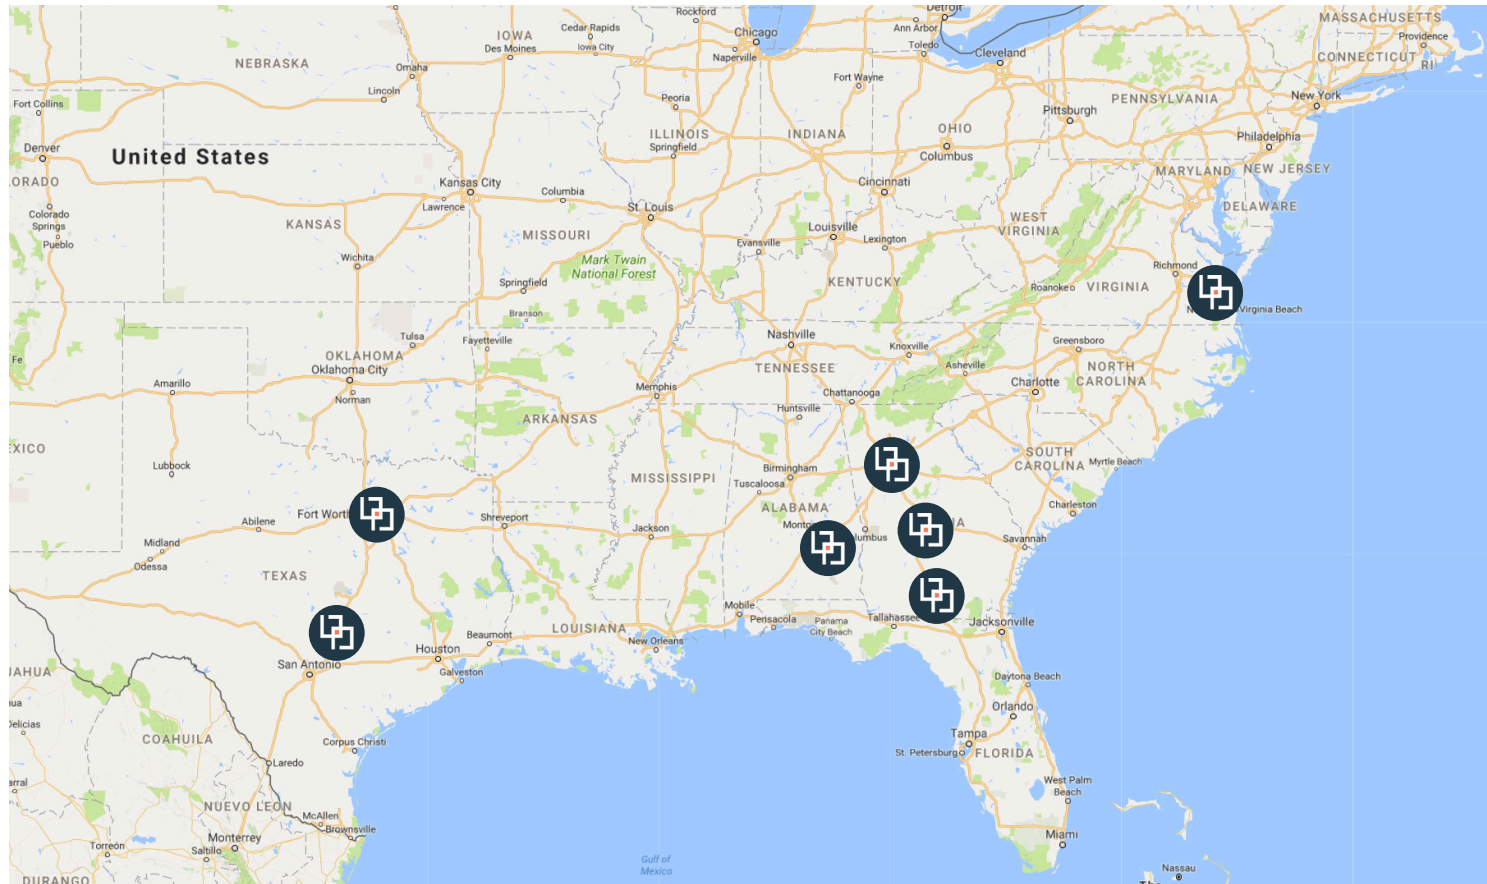 Rockford
Detroit
MASSACHUSETTS
IOWA
Cedar Rapids
Ann Arbor
Chicago
Providence
Des Moines
Iowa City
Toledo
Cleveland
CONNECTICUT
RI
Naperville
NEBRASKA
Omaha
Fort Wayne
Lincoln
Peoria
PENNSYLVANIA
New York
Fort Collins
Pittsburgh
ILLINOIS
INDIANA
OHIO
Philadelphia
Denver
Springfield
Columbus
United States
MARYLAND
NEW JERSEY
ORADO
Kansas City
Columbia
Cincinnati
Lawrence
St. Louis
DELAWARE
Colorado
Springs
KANSAS
MISSOURI
WEST
VIRGINIA
Louisville
Lexington
Pueblo
Evansville
Wichita
Mark Twain
National Forest
Richmond
Springfield
KENTUCKY
Roanoke
VIRGINIA
Branson
N
Virginia Beach
Tulsa
Fayetteville
Nashville
Knoxville
Greensboro
Fe
OKLAHOMA
Oklahoma City
TENNESSEE
Asheville
NORTH
CAROLINA
Amarillo
Memphis
Chattanooga
Charlotte
Norman
Huntsville
ARKANSAS
EXICO
SOUTH
CAROLINA
Myrtle Beach
Lubbock
Birmingham
MISSISSIPPI
Tuscaloosa
ALABAMA
Charleston
Fort Worth
Abilene
Shreveport
Jackson
Montg
lumbus
IA
Savannah
Midland
Odessa
TEXAS
Mobile
Pensacola
Panama
City Beach
Tallahassee
Jacksonville
Beaumont
LOUISIANA
New Orleans
San Antonio
Houston
Galveston
UAHUA
Daytona Beach
ua
Orlando
Delicias
COAHUILA
Corpus Christi
Tampa
St. Petersburg
FLORIDA
Laredo
arral
West Palm
Beach
NUEVO LEON
McAllen
Brownsville
Miami
Monterrey
Torreón
Saltillo
Gulf of
Mexico
Nassau
DURANGO
The